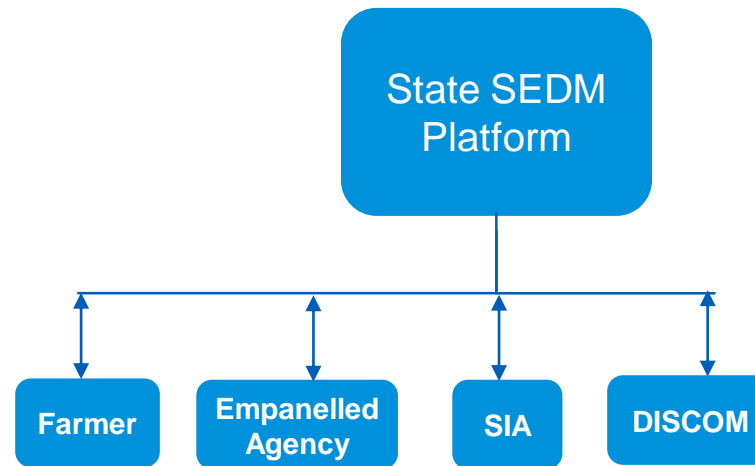 State SEDM
Platform
Farmer
Empanelled
Agency
SIA
DISCOM